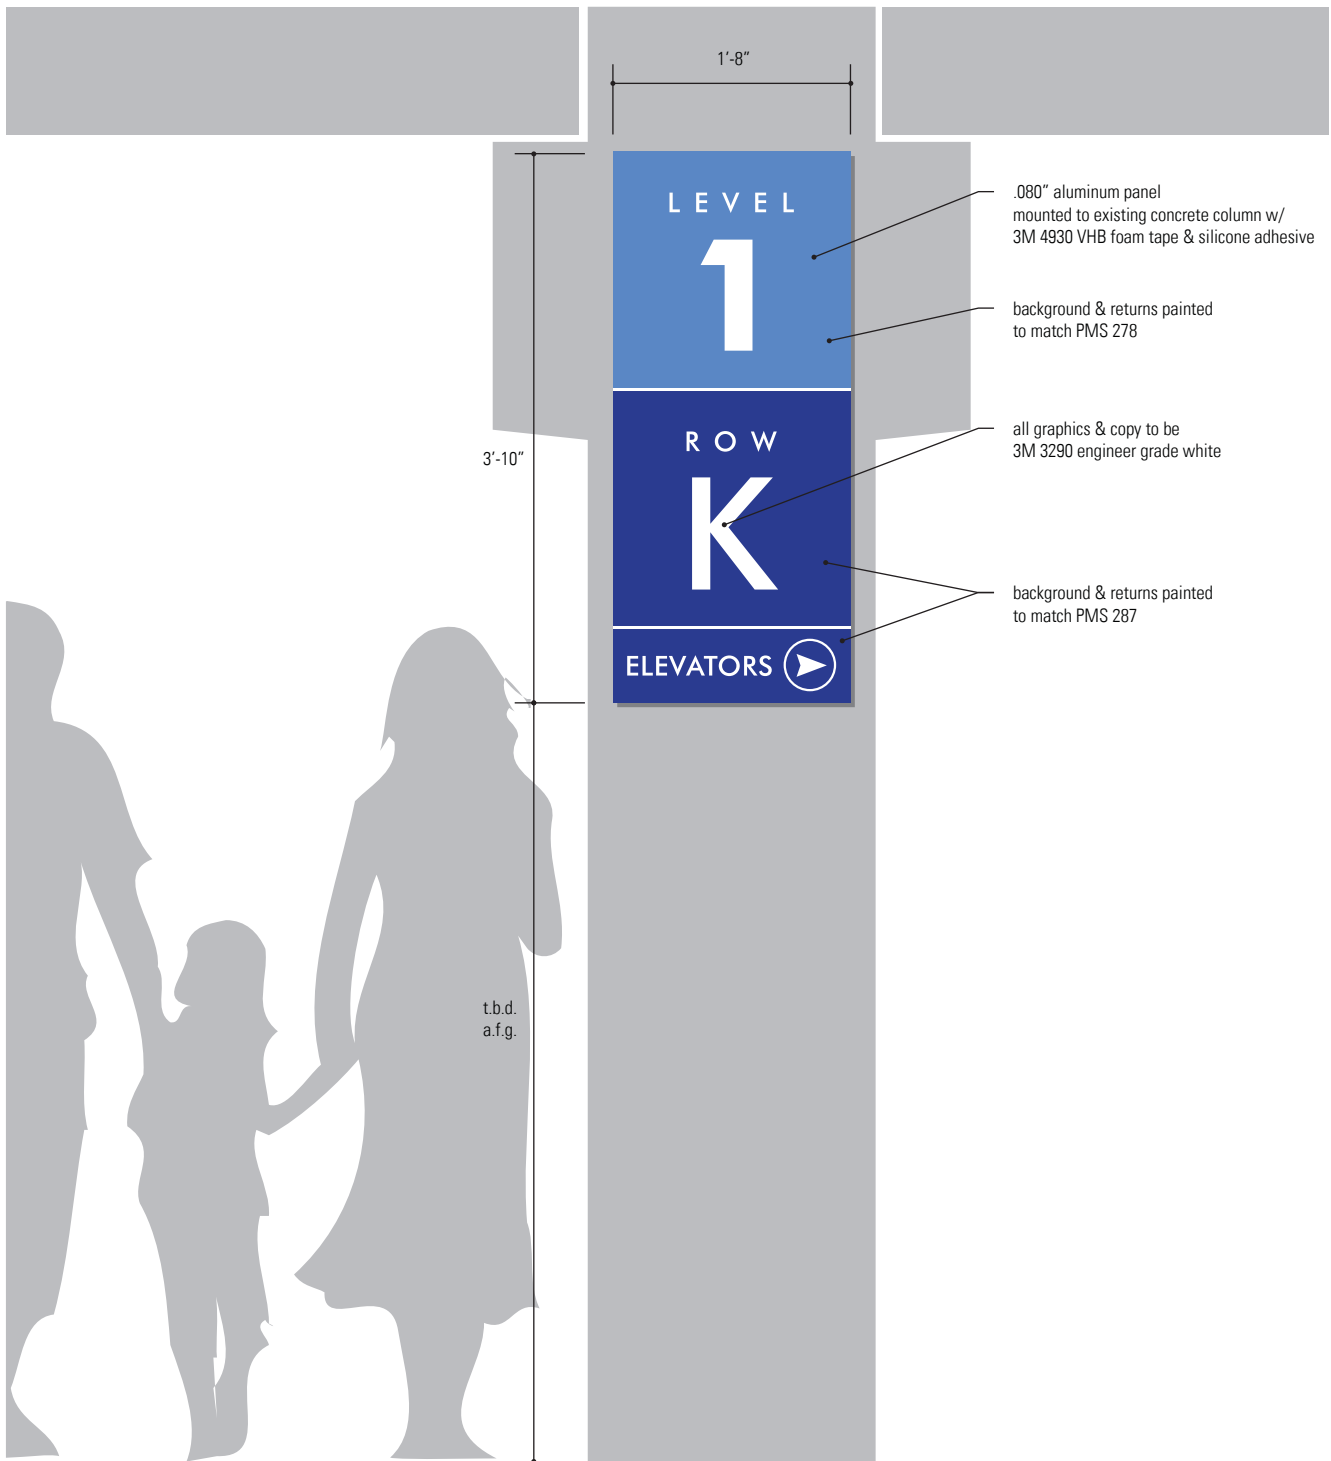 1'-8"
LEVEL
1
ROW
K
ELEVATORS
3'-10"
t.b.d.
a.f.g.
.080" aluminum panel
mounted to existing concrete column w/
3M 4930 VHB foam tape & silicone adhesive
background & returns painted
to match PMS 278
all graphics & copy to be
3M 3290 engineer grade white
background & returns painted
to match PMS 287